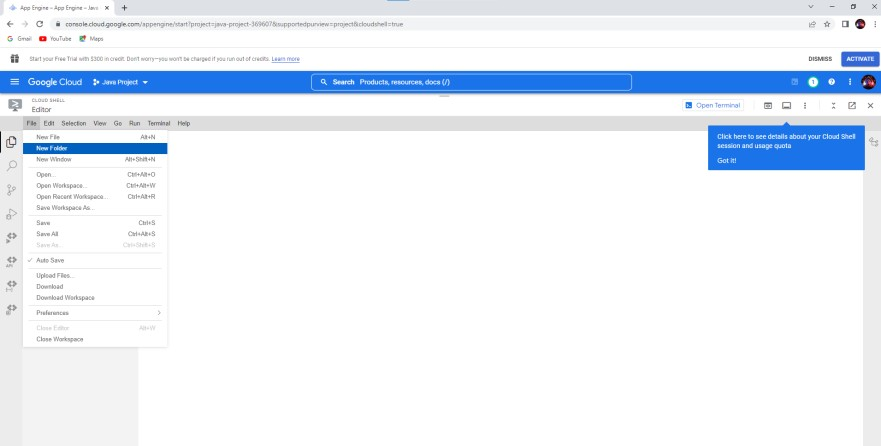 App Engine – App Engine – Java
console.cloud.google.com/appengine/start?project=java-project-369607&supportedpurview=project&cloudshell=true
Gmail YouTube Maps
Start your Free Trial with $300 in credit. Don't worry—you won't be charged if you run out of credits. Learn more DISMISS ACTIVATE
Google Cloud Java Project Search Products, resources, docs (/) 1
CLOUD SHELL
Editor Open Terminal
File Edit Selection View Go Run Terminal Help
New File Alt+N
New Folder
New Window Alt+Shift+N
Open... Ctrl+Alt+O
Open Workspace... Ctrl+Alt+W
Open Recent Workspace... Ctrl+Alt+R
Save Workspace As...
Save Ctrl+S
Save All Ctrl+Alt+S
Save As... Ctrl+Shift+S
Auto Save
Upload Files...
Download
Download Workspace
Preferences
Close Editor Alt+W
Close Workspace
API
Click here to see details about your Cloud Shell
session and usage quota
Got it!